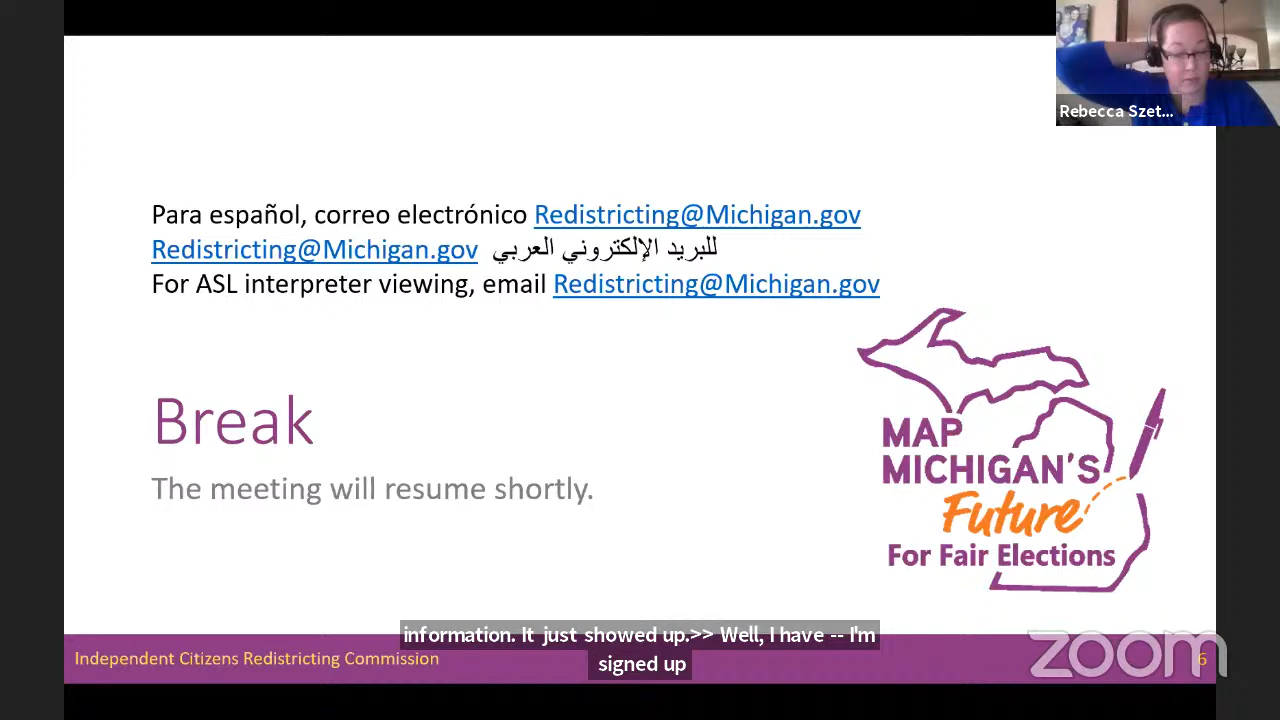 Rebecca Szet...
Para español, correo electrónico Redistricting@Michigan.gov
Redistricting@Michigan.gov للبريد الإلكتروني العربي
For ASL interpreter viewing, email Redistricting@Michigan.gov
Break
The meeting will resume shortly.
MAP
MICHIGAN'S
Future
For Fair Elections
information. It just showed up.>> Well, I have -- I'm
signed up
Independent Citizens Redistricting Commission
zoom
6